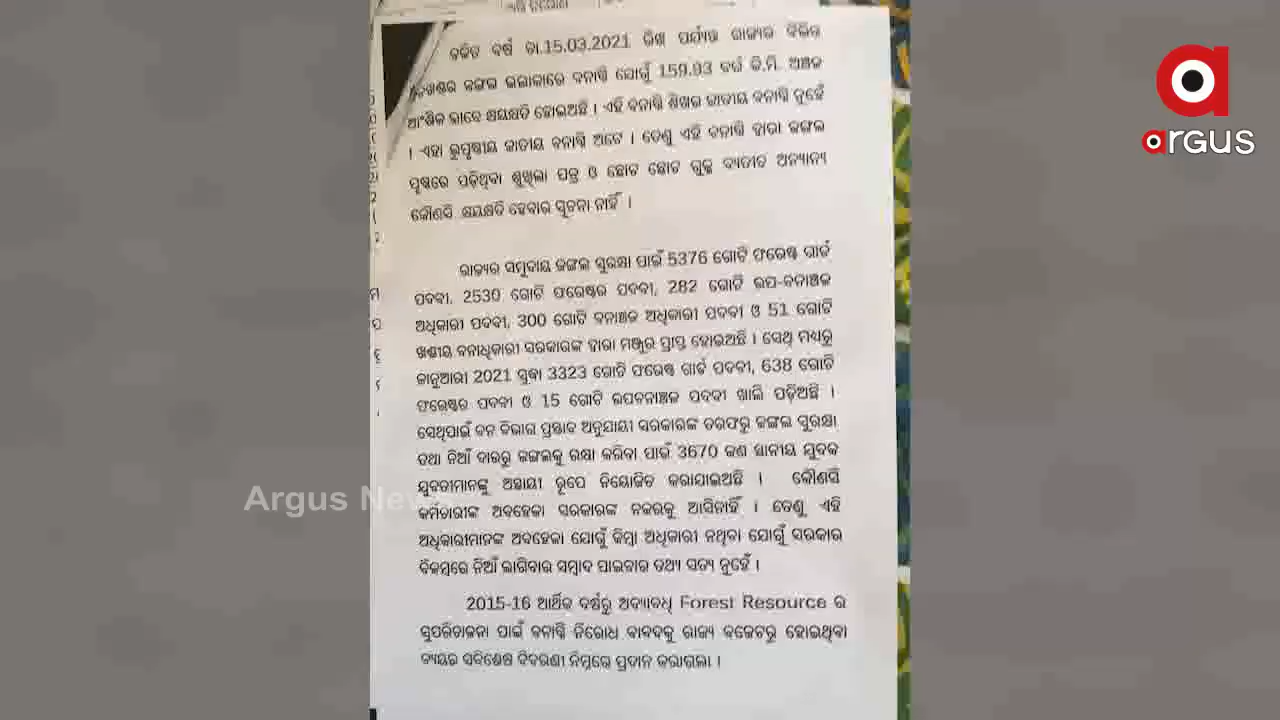 ଚଳିତ ବର୍ଷ ତା.15.03.2021 ରିଖ ପର୍ଯ୍ୟନ୍ତ ରାଜ୍ୟର ବିଭିନ୍ନ
ବନଖଣ୍ଡର ଜଙ୍ଗଲ ଇଲାକାରେ ବନାଗ୍ନି ଯୋଗୁଁ 159.93 ବର୍ଗ କି.ମି. ଅଞ୍ଚଳ
ଆଂଶିକ ଭାବେ କ୍ଷୟକ୍ଷତି ହୋଇଅଛି । ଏହି ବନାଗ୍ନି ଶିଖର ଜାତୀୟ ବନାଗ୍ନି ନୁହେଁ
। ଏହା ଭୂପୃଷ୍ଠୀୟ ଜାତୀୟ ବନାଗ୍ନି ଅଟେ । ତେଣୁ ଏହି ବନାଗ୍ନି ଦ୍ୱାରା ଜଙ୍ଗଲ
ପୃଷ୍ଠରେ ପଡ଼ିଥିବା ଶୁଖିଲା ପତ୍ର ଓ ଛୋଟ ଛୋଟ ଗୁଳ୍ମ ବ୍ୟତୀତ ଅନ୍ୟାନ୍ୟ
କୌଣସି କ୍ଷୟକ୍ଷତି ହେବାର ସୂଚନା ନାହିଁ ।
ରାଜ୍ୟର ସମୁଦାୟ ଜଙ୍ଗଲ ସୁରକ୍ଷା ପାଇଁ 5376 ଗୋଟି ଫରେଷ୍ଟ ଗାର୍ଡ
ପଦବୀ, 2530 ଗୋଟି ଫରେଷ୍ଟର ପଦବୀ, 282 ଗୋଟି ଉପ-ବନାଞ୍ଚଳ
ଅଧିକାରୀ ପଦବୀ, 300 ଗୋଟି ବନାଞ୍ଚଳ ଅଧିକାରୀ ପଦବୀ ଓ 51 ଗୋଟି
ଖଣ୍ଡୀୟ ବନାଧିକାରୀ ସରକାରଙ୍କ ଦ୍ୱାରା ମଞ୍ଜୁର ପ୍ରାପ୍ତ ହୋଇଅଛି । ସେଥି ମଧ୍ୟରୁ
ଜାନୁଆରୀ 2021 ସୁଦ୍ଧା 3323 ଗୋଟି ଫରେଷ୍ଟ ଗାର୍ଡ ପଦବୀ, 638 ଗୋଟି
ଫରେଷ୍ଟର ପଦବୀ ଓ 15 ଗୋଟି ଉପବନାଞ୍ଚଳ ପଦବୀ ଖାଲି ପଡ଼ିଅଛି ।
ସେଥିପାଇଁ ବନ ବିଭାଗ ପ୍ରସ୍ତାବ ଅନୁଯାୟୀ ସରକାରଙ୍କ ତରଫରୁ ଜଙ୍ଗଲ ସୁରକ୍ଷା
ତଥା ନିଆଁ ଦାଉରୁ ଜଙ୍ଗଲକୁ ରକ୍ଷା କରିବା ପାଇଁ 3670 ଜଣ ସ୍ଥାନୀୟ ଯୁବକ
ଯୁବତୀମାନଙ୍କୁ ଅସ୍ଥାୟୀ ରୂପେ ନିୟୋଜିତ କରାଯାଇଅଛି । କୌଣସି
କର୍ମଚାରୀଙ୍କ ଅବହେଳା ସରକାରଙ୍କ ନଜରକୁ ଆସିନାହିଁ । ତେଣୁ ଏହି
ଅଧିକାରୀମାନଙ୍କ ଅବହେଳା ଯୋଗୁଁ କିମ୍ବା ଅଧିକାରୀ ନଥିବା ଯୋଗୁଁ ସରକାର
ବିଳମ୍ବରେ ନିଆଁ ଲାଗିବାର ସମ୍ବାଦ ପାଇବାର ତଥ୍ୟ ସତ୍ୟ ନୁହେଁ ।
2015-16 ଆର୍ଥିକ ବର୍ଷରୁ ଅଦ୍ୟାବଧି Forest Resource ର
ସୁପରିଚାଳନା ପାଇଁ ବନାଗ୍ନି ନିରୋଧ ବାବଦକୁ ରାଜ୍ୟ ବଜେଟରୁ ହୋଇଥିବା
ବ୍ୟୟର ସବିଶେଷ ବିବରଣୀ ନିମ୍ନରେ ପ୍ରଦାନ କରାଗଲା ।
argus
Argus News